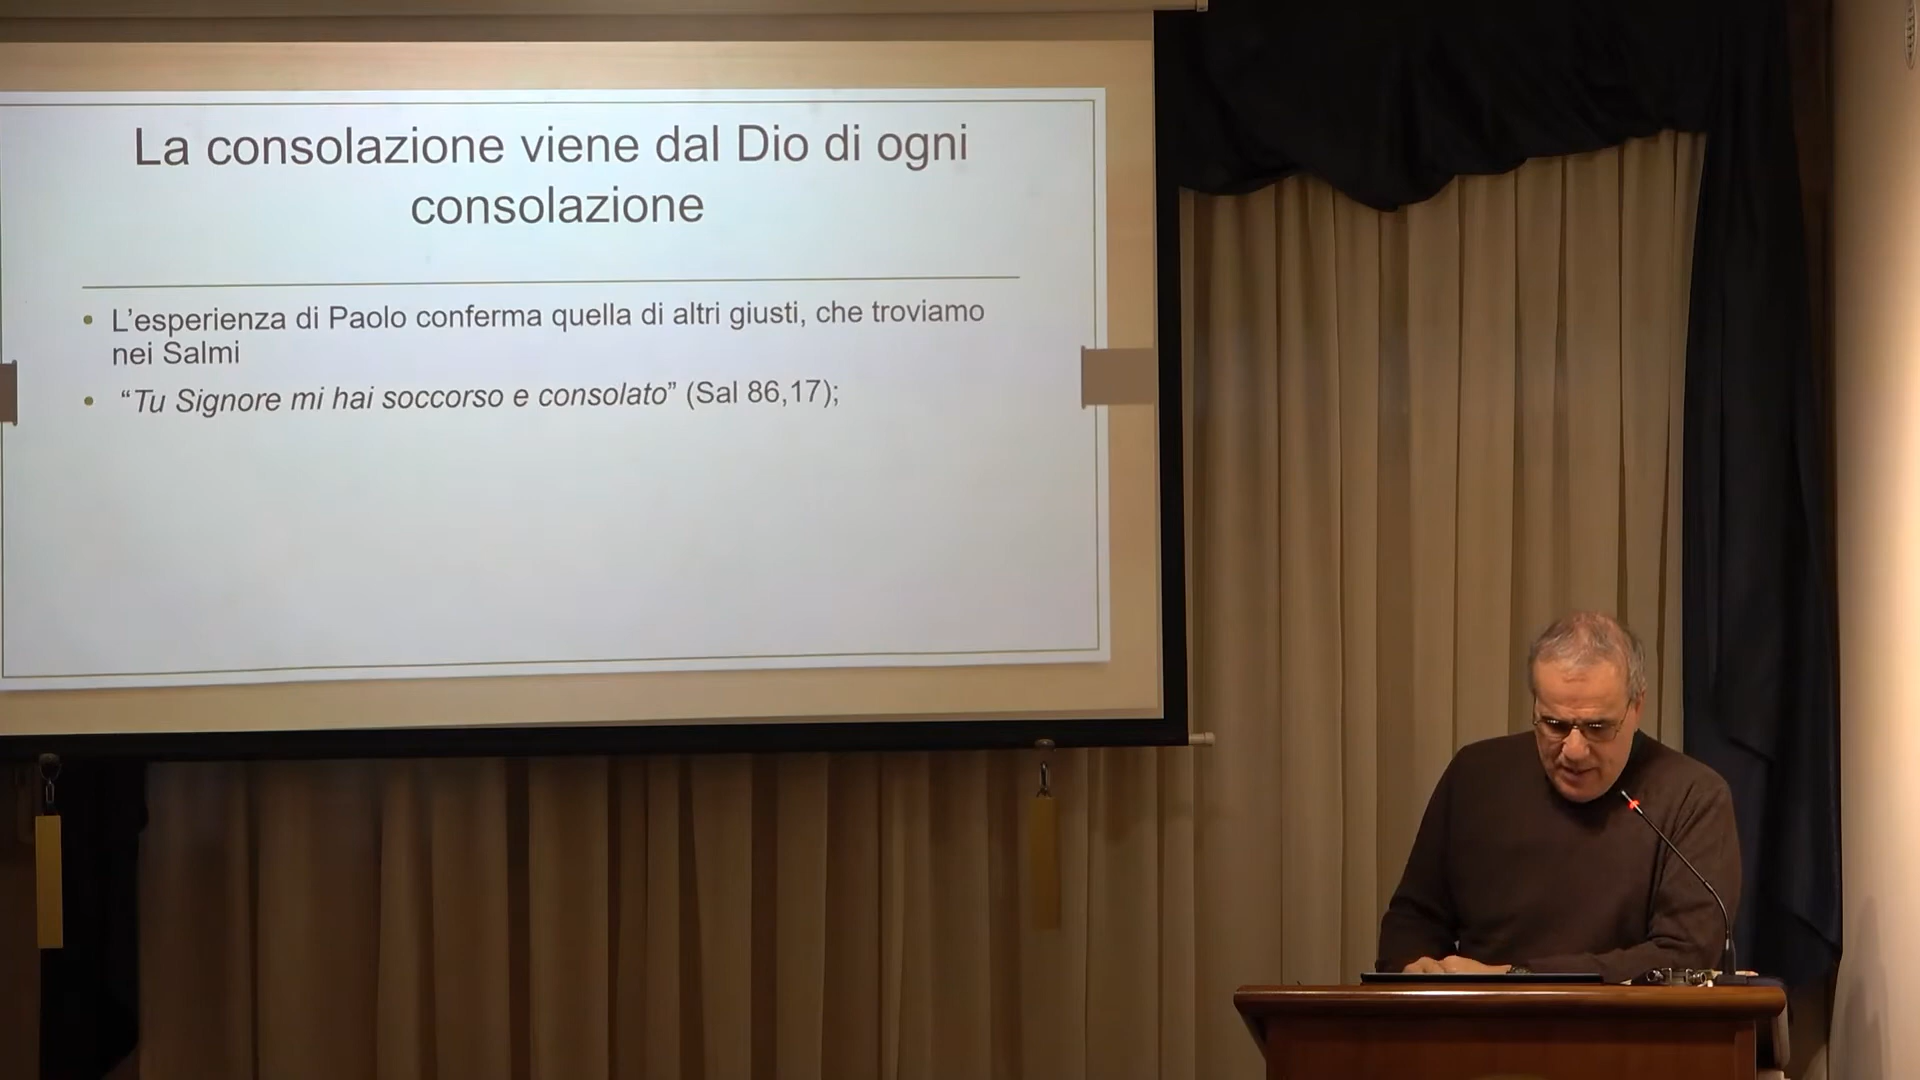 La consolazione viene dal Dio di ogni
consolazione
• L’esperienza di Paolo conferma quella di altri giusti, che troviamo
nei Salmi
• “Tu Signore mi hai soccorso e consolato” (Sal 86,17);